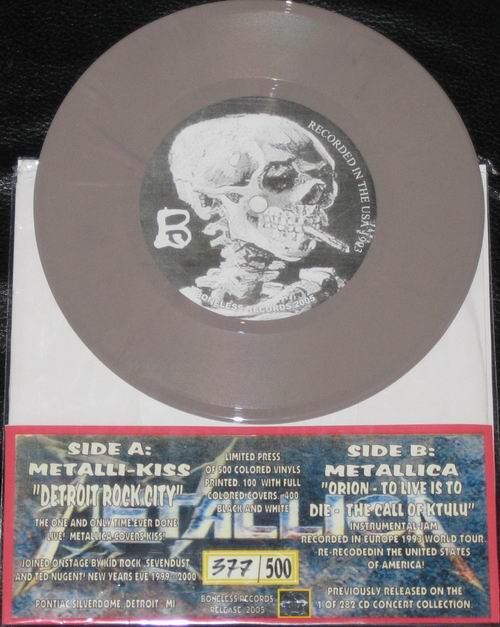 RECORDED IN THE USA 1993
B
BONELESS RECORDS 2005
SIDE A:
METALLI-KISS
"DETROIT ROCK CITY"
THE ONE AND ONLY TIME EVER DONE
LIVE! METALLICA COVERS KISS!
JOINED ONSTAGE BY KID ROCK, SEVENDUST
AND TED NUGENT! NEW YEARS EVE 1999-2000
PONTIAC SILVERDOME, DETROIT - MI
LIMITED PRESS
OF 500 COLORED VINYLS
PRINTED. 100 WITH FULL
COLORED COVERS. 400
BLACK AND WHITE
METALLICA
377/500
BONELESS RECORDS
RELEASE 2005
SIDE B:
METALLICA
"ORION - TO LIVE IS TO
DIE - THE CALL OF KTULU"
INSTRUMENTAL JAM
RECORDED IN EUROPE 1993 WORLD TOUR.
RE-RECODEDIN THE UNITED STATES
OF AMERICA!
PREVIOUSLY RELEASED ON THE
1 OF 282 CD CONCERT COLLECTION